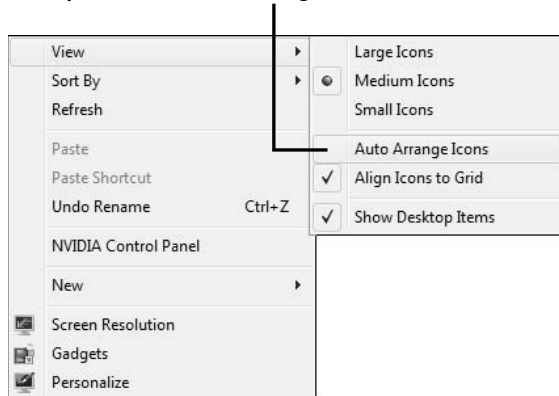 View
Sort By
Refresh
Paste
Paste Shortcut
Undo Rename Ctrl+Z
NVIDIA Control Panel
New
Screen Resolution
Gadgets
Personalize
Large Icons
Medium Icons
Small Icons
Auto Arrange Icons
Align Icons to Grid
Show Desktop Items